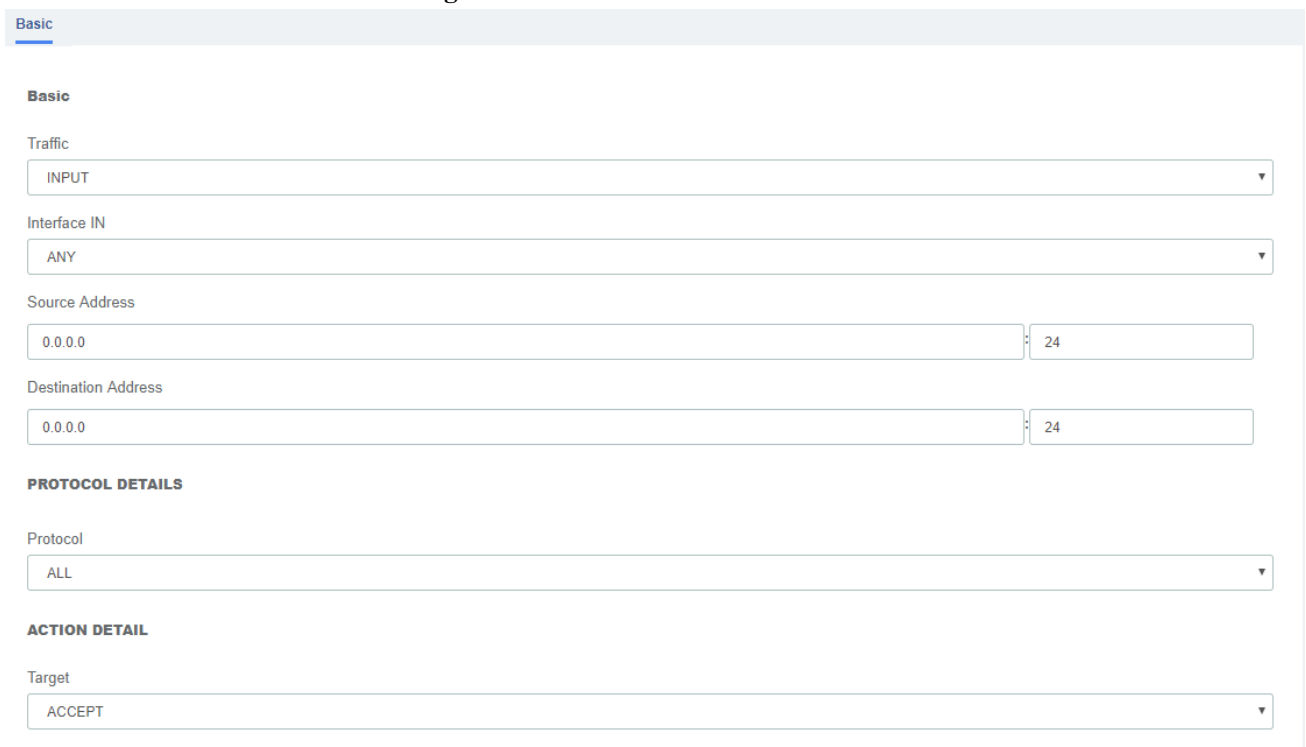 Basic
Basic
Traffic
INPUT
Interface IN
ANY
Source Address
0.0.0.0 : 24
Destination Address
0.0.0.0 : 24
PROTOCOL DETAILS
Protocol
ALL
ACTION DETAIL
Target
ACCEPT